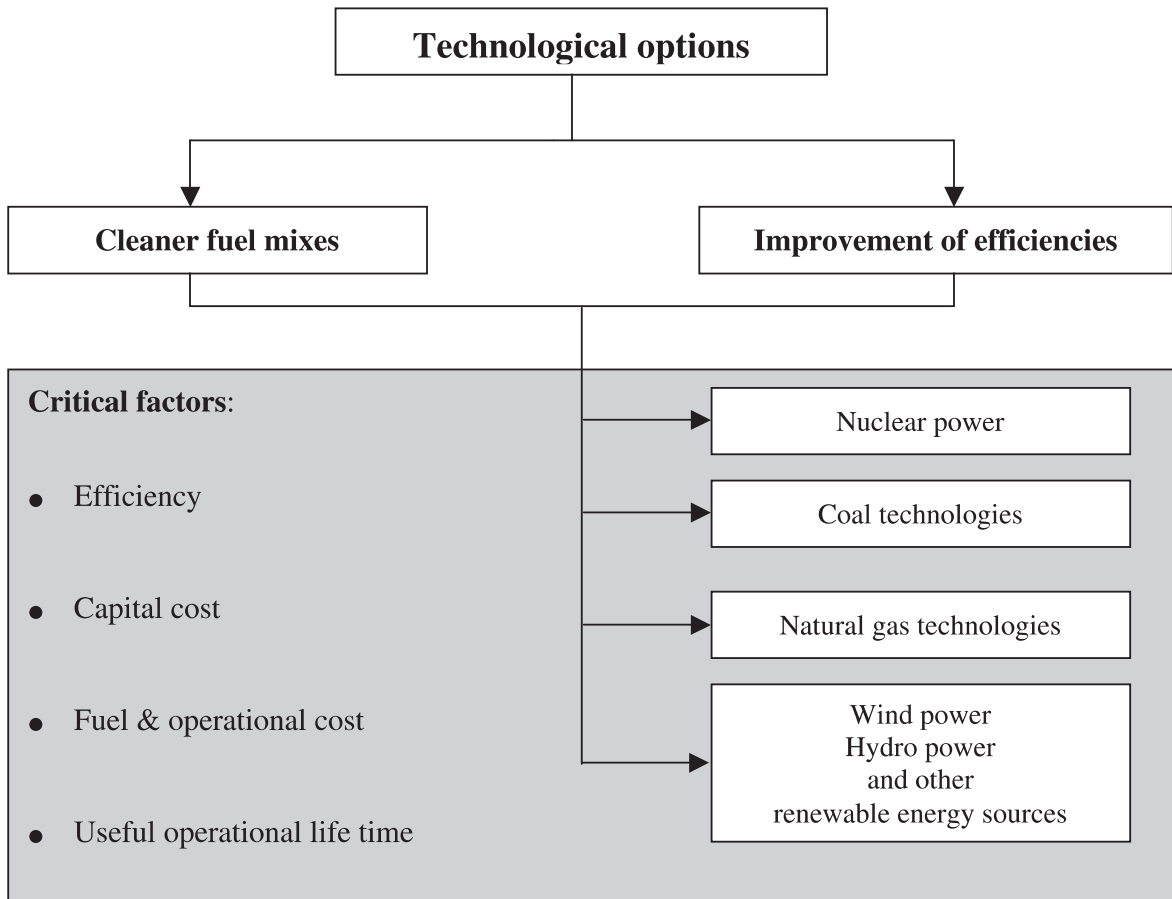 Technological options
Cleaner fuel mixes
Improvement of efficiencies
Critical factors:
● Efficiency
● Capital cost
● Fuel & operational cost
● Useful operational life time
Nuclear power
Coal technologies
Natural gas technologies
Wind power
Hydro power
and other
renewable energy sources